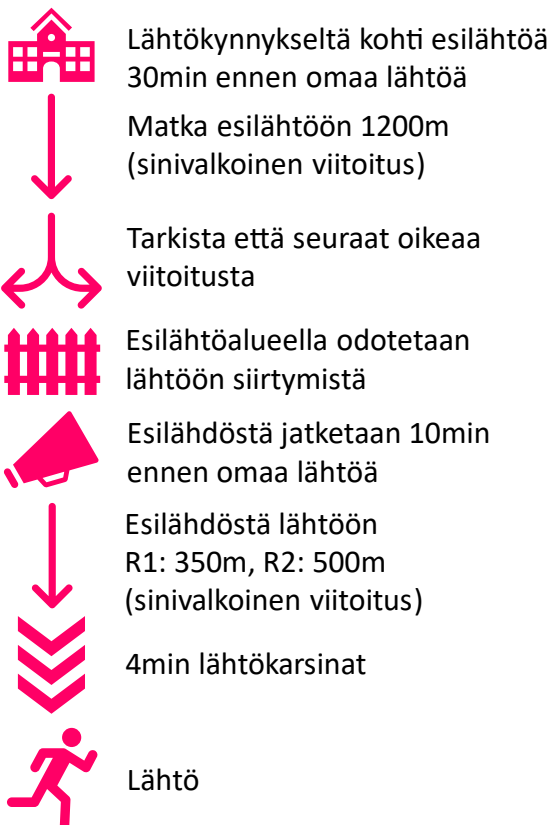 Lähtökynnykseltä kohti esilähtöä
30min ennen omaa lähtöä
Matka esilähtöön 1200m
(sinivalkoinen viitoitus)
Tarkista että seuraat oikeaa
viitoitusta
Esilähtöalueella odotetaan
lähtöön siirtymistä
Esilähdöstä jatketaan 10min
ennen omaa lähtöä
Esilähdöstä lähtöön
R1: 350m, R2: 500m
(sinivalkoinen viitoitus)
4min lähtökarsinat
Lähtö